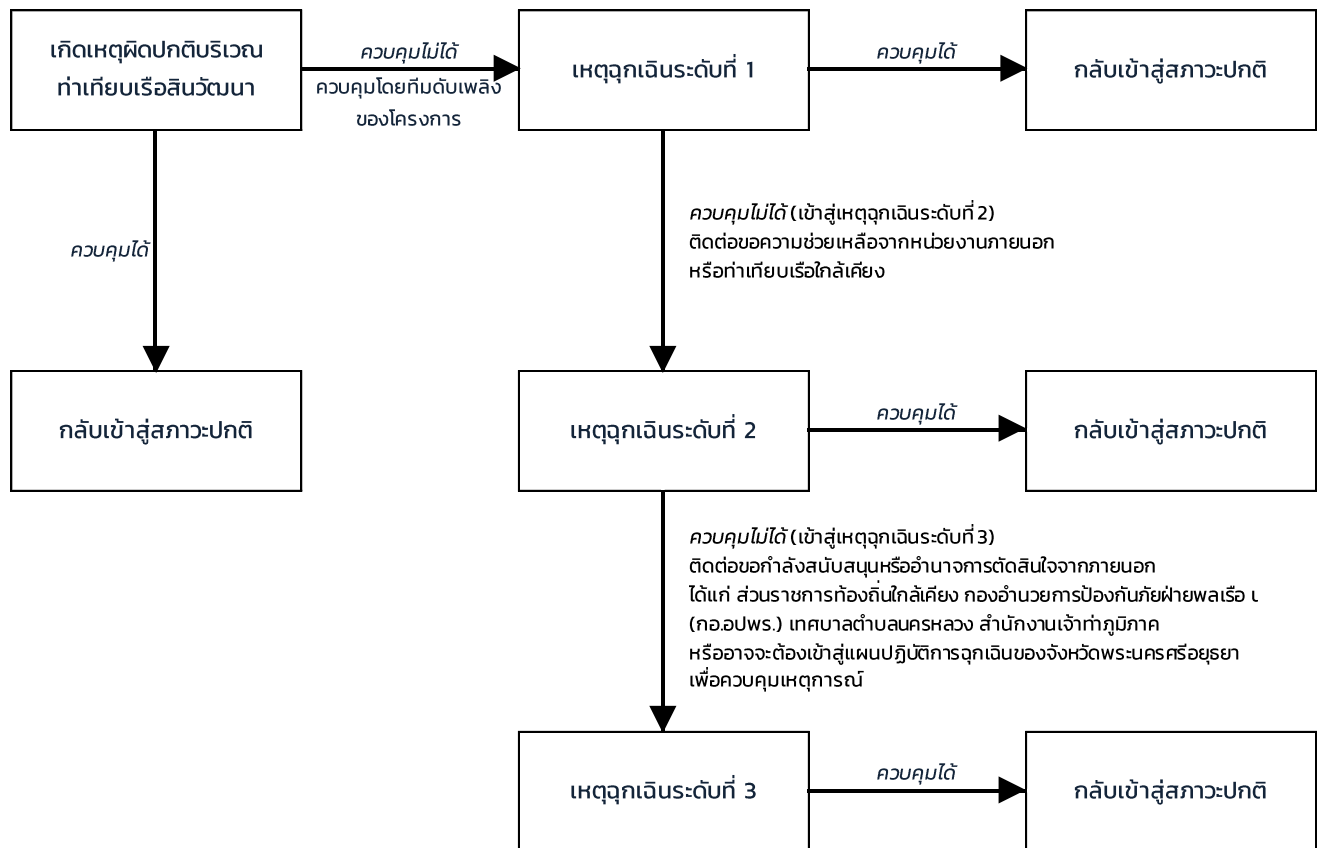 เกิดเหตุผิดปกติบริเวณ
ท่าเทียบเรือสินวัฒนา
ควบคุมไม่ได้
ควบคุมโดยทีมดับเพลิง
ของโครงการ
เหตุฉุกเฉินระดับที่ 1
ควบคุมได้
กลับเข้าสู่สภาวะปกติ
ควบคุมได้
ควบคุมไม่ได้ (เข้าสู่เหตุฉุกเฉินระดับที่ 2)
ติดต่อขอความช่วยเหลือจากหน่วยงานภายนอก
หรือท่าเทียบเรือใกล้เคียง
กลับเข้าสู่สภาวะปกติ
เหตุฉุกเฉินระดับที่ 2
ควบคุมได้
กลับเข้าสู่สภาวะปกติ
ควบคุมไม่ได้ (เข้าสู่เหตุฉุกเฉินระดับที่ 3)
ติดต่อขอกำลังสนับสนุนหรืออำนาจการตัดสินใจจากภายนอก
ได้แก่ ส่วนราชการท้องถิ่นใกล้เคียง กองอำนวยการป้องกันภัยฝ่ายพลเรือ
(กอ.อปพร.) เทศบาลตำบลนครหลวง สำนักงานเจ้าท่าภูมิภาค
หรืออาจจะต้องเข้าสู่แผนปฏิบัติการฉุกเฉินของจังหวัดพระนครศรีอยุธยา
เพื่อควบคุมเหตุการณ์
เหตุฉุกเฉินระดับที่ 3
ควบคุมได้
กลับเข้าสู่สภาวะปกติ